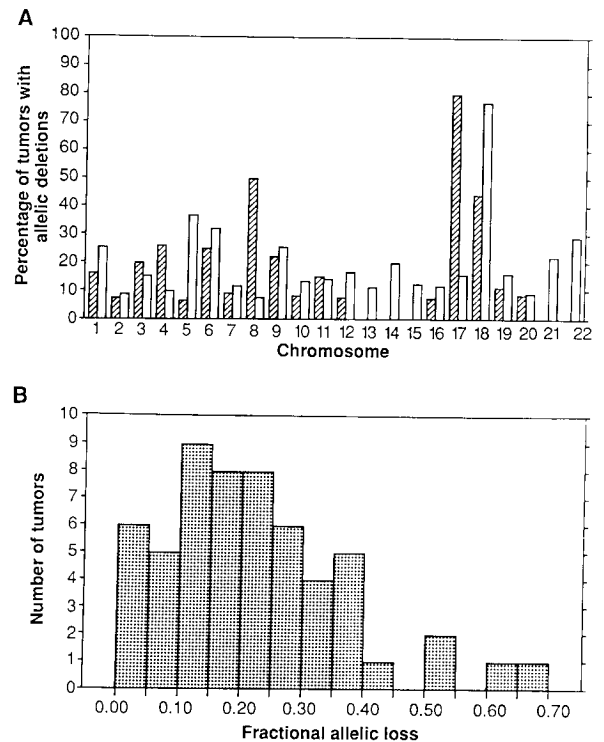 A
Percentage of tumors with
allelic deletions
100
90
80
70
60
50
40
30
20
10
0
1 2 3 4 5 6 7 8 9 10 11 12 13 14 15 16 17 18 19 20 21 22
Chromosome
B
Number of tumors
10
9
8
7
6
5
4
3
2
1
0
0.00 0.10 0.20 0.30 0.40 0.50 0.60 0.70
Fractional allelic loss